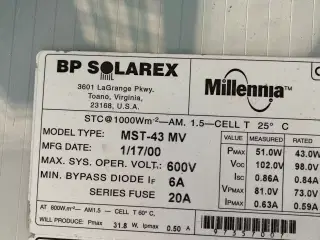 BP SOLAREX
3601 LaGrange Pkwy.
Toano, Virginia,
23168, U.S.A.
Millennia™
STC@1000Wm-2—AM. 1.5—CELL T 25° C
MODEL TYPE: MST-43 MV
MFG DATE: 1/17/00
MAX. SYS. OPER. VOLT: 600V
MIN. BYPASS DIODE IF 6A
SERIES FUSE 20A
VALUE MEASURED RATED
PMAX 51.0W 43.0W
VOC 102.0V 98.0V
ISC 0.86A 0.84A
VPMAX 81.0V 73.0V
IPMAX 0.63A 0.59A
AT 800W.m-2 — AM1.5 — CELL T 60° C,
WILL PRODUCE: Pmax 31.8 W, Ipmax 0.50 A